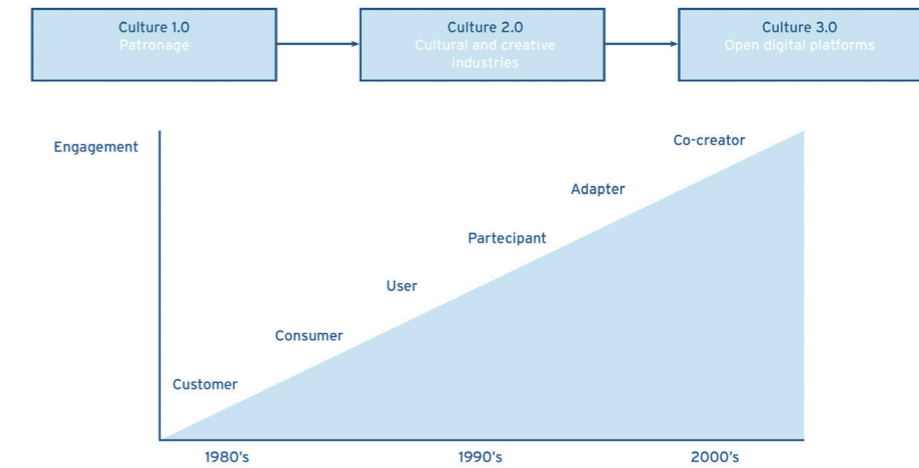 Culture 1.0
Patronage
Culture 2.0
Cultural and creative
industries
Culture 3.0
Open digital platforms
Engagement
Co-creator
Adapter
Partecipant
User
Consumer
Customer
1980's
1990's
2000's